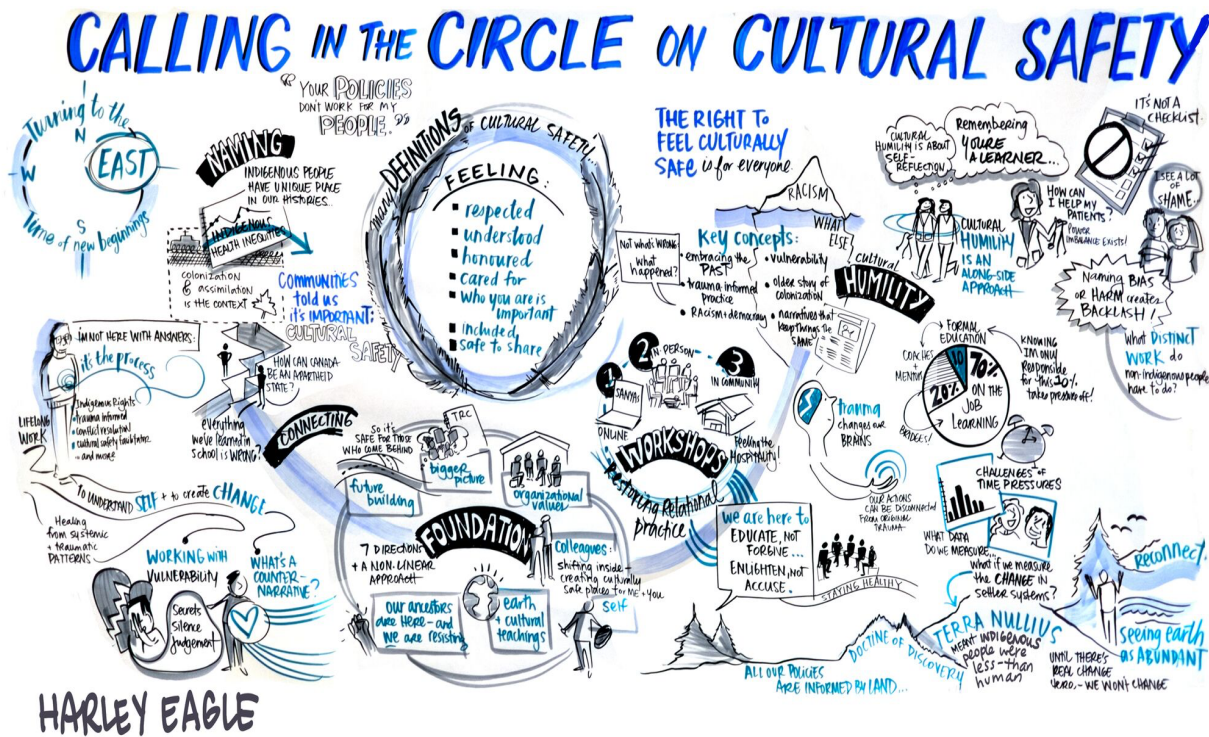 CALLING IN THE CIRCLE ON CULTURAL SAFETY
Turning to the
N
EAST
W
S
time of new beginnings
"YOUR POLICIES
DON'T WORK FOR MY
PEOPLE."
NAMING
INDIGENOUS PEOPLE
HAVE UNIQUE PLACE
IN OUR HISTORIES..
INDIGENOUS
HEALTH INEQUITIES
colonization
& assimilation
IS THE CONTEXT
COMMUNITIES
told us
it's IMPORTANT:
CULTURAL
SAFETY
many DEFINITIONS OF CULTURAL SAFETY...
FEELING:
respected
understood
honoured
cared for
who you are is
important
included,
safe to share
THE RIGHT TO
FEEL CULTURALLY
SAFE is for everyone.
RACISM
WHAT
ELSE?
NOT what's WRONG.
what
happened?
Key Concepts:
embracing the
PAST
trauma-informed
practice
Racism + democracy
vulnerability
older story of
colonization
narratives that
keep things the
SAME
CULTURAL
HUMILITY IS ABOUT
SELF-
REFLECTION
Remembering
YOU'RE
A LEARNER...
IT'S NOT A
CHECKLIST.
HOW CAN
I HELP MY
PATIENTS?
POWER
IMBALANCE EXISTS!
I SEE A LOT
OF
SHAME...
CULTURAL
HUMILITY
IS AN
ALONG-SIDE
APPROACH
cultural
HUMILITY
Naming BIAS
OR HARM creates
BACKLASH!
what DISTINCT
WORK do
non-indigenous people
have to do?
I'M NOT HERE WITH ANSWERS:
it's the process
Indigenous Rights
trauma informed
conflict resolution
cultural safety facilitator
... and more
LIFELONG
WORK
HOW CAN CANADA
BE AN APARTHEID
STATE?
everything
we've learned in
school is WRONG?
CONNECTING
TO UNDERSTAND SELF + to create CHANGE
Healing
from systemic
+ traumatic
PATTERNS
WORKING WITH
VULNERABILITY
Me
Secrets
Silence
Judgement
WHAT'S A
COUNTER-
NARRATIVE?
SO it's
SAFE FOR THOSE
WHO COME BEHIND
TRC
future
building
bigger
picture
organizational
values
FOUNDATION
7 DIRECTIONS
+ A NON-LINEAR
APPROACH
Colleagues:
shifting inside -
creating culturally
safe places for ME + YOU
our ancestors
are HERE - and
WE are resisting
earth
+ cultural
teachings
self
1
SANYAS
ONLINE
2
IN PERSON
3
IN COMMUNITY
WORKSHOPS
Feeling the
HOSPITALITY!
Restoring Relational
practice
we are here to
EDUCATE, NOT
FORGIVE...
ENLIGHTEN, NOT
ACCUSE.
trauma
changes our
BRAINS
OUR ACTIONS
CAN BE DISCONNECTED
FROM ORIGINAL
TRAUMA..
STAYING HEALTHY
FORMAL
EDUCATION
10
70%
ON THE
JOB
LEARNING
20%
COACHES
+
MENTORS
BRIDGES!
KNOWING
I'M ONLY
Responsible
for this 10%
takes pressure off!
CHALLENGES OF
TIME PRESSURES
WHAT DATA
DO WE MEASURE...
what if we measure
the CHANGE in
settler systems?
ALL OUR POLICIES
ARE INFORMED BY LAND...
DOCTINE OF DISCOVERY
TERRA NULLIUS
MEANT INDIGENOUS
people were
less-than
human
reconnect.
seeing earth
as ABUNDANT
UNTIL THERE'S
REAL CHANGE
HERE, - WE WON'T CHANGE
HARLEY EAGLE